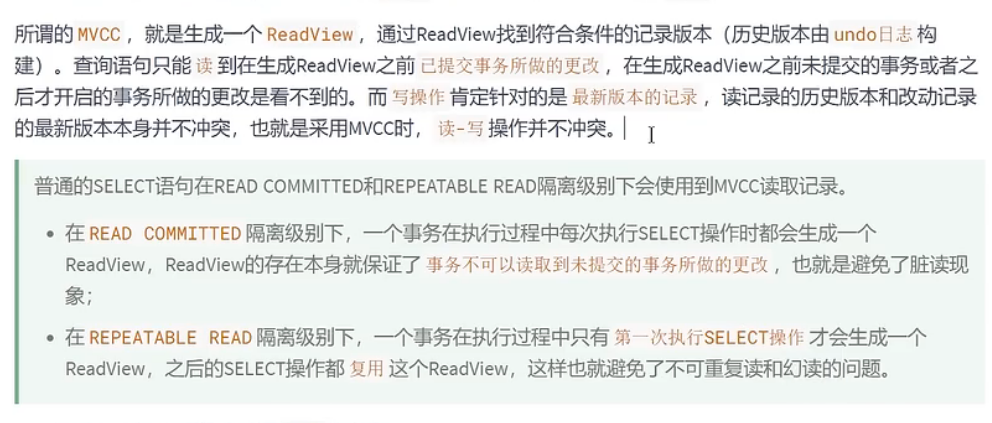 所谓的 MVCC ，就是生成一个 ReadView ，通过ReadView找到符合条件的记录版本（历史版本由 undo日志 构
建）。查询语句只能 读 到在生成ReadView之前 已提交事务所做的更改 ，在生成ReadView之前未提交的事务或者之
后才开启的事务所做的更改是看不到的。而 写操作 肯定针对的是 最新版本的记录 ，读记录的历史版本和改动记录
的最新版本本身并不冲突，也就是采用MVCC时， 读-写 操作并不冲突。
普通的SELECT语句在READ COMMITTED和REPEATABLE READ隔离级别下会使用到MVCC读取记录。
• 在 READ COMMITTED 隔离级别下，一个事务在执行过程中每次执行SELECT操作时都会生成一个
ReadView，ReadView的存在本身就保证了 事务不可以读取到未提交的事务所做的更改 ，也就是避免了脏读现
象；
• 在 REPEATABLE READ 隔离级别下，一个事务在执行过程中只有 第一次执行SELECT操作 才会生成一个
ReadView，之后的SELECT操作都 复用 这个ReadView，这样也就避免了不可重复读和幻读的问题。